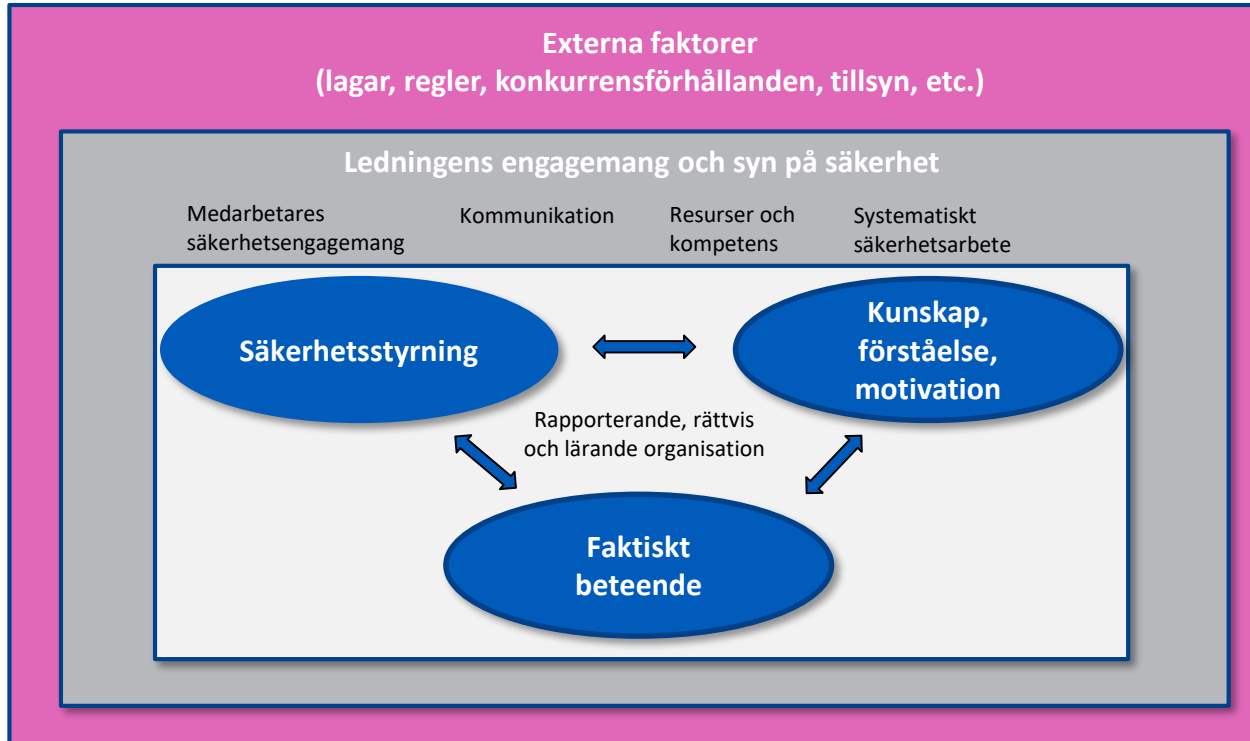 Externa faktorer
(lagar, regler, konkurrensförhållanden, tillsyn, etc.)
Ledningens engagemang och syn på säkerhet
Medarbetares
säkerhetsengagemang
Kommunikation
Resurser och
kompetens
Systematiskt
säkerhetsarbete
Säkerhetsstyrning
Kunskap,
förståelse,
motivation
Rapporterande, rättvis
och lärande organisation
Faktiskt
beteende